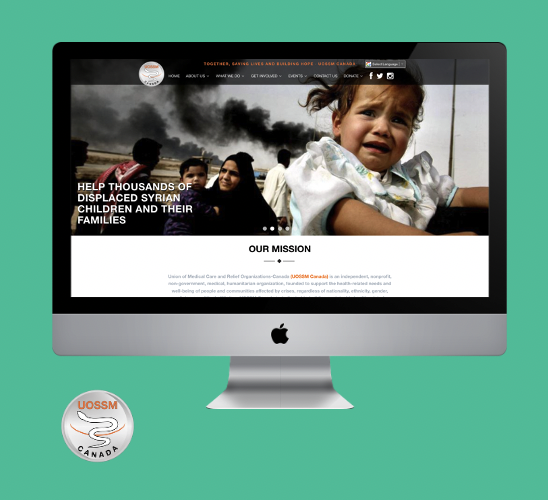 TOGETHER, SAVING LIVES AND BUILDING HOPE - UOSSM CANADA
Select Language
HOME ABOUT US WHAT WE DO GET INVOLVED EVENTS CONTACT US DONATE
HELP THOUSANDS OF
DISPLACED SYRIAN
CHILDREN AND THEIR
FAMILIES
OUR MISSION
Union of Medical Care and Relief Organizations-Canada (UOSSM Canada) is an independent, nonprofit,
non-government, medical, humanitarian organization, founded to support the health-related needs and
well-being of people and communities affected by crises, regardless of nationality, ethnicity, gender,
UOSSM
CANADA